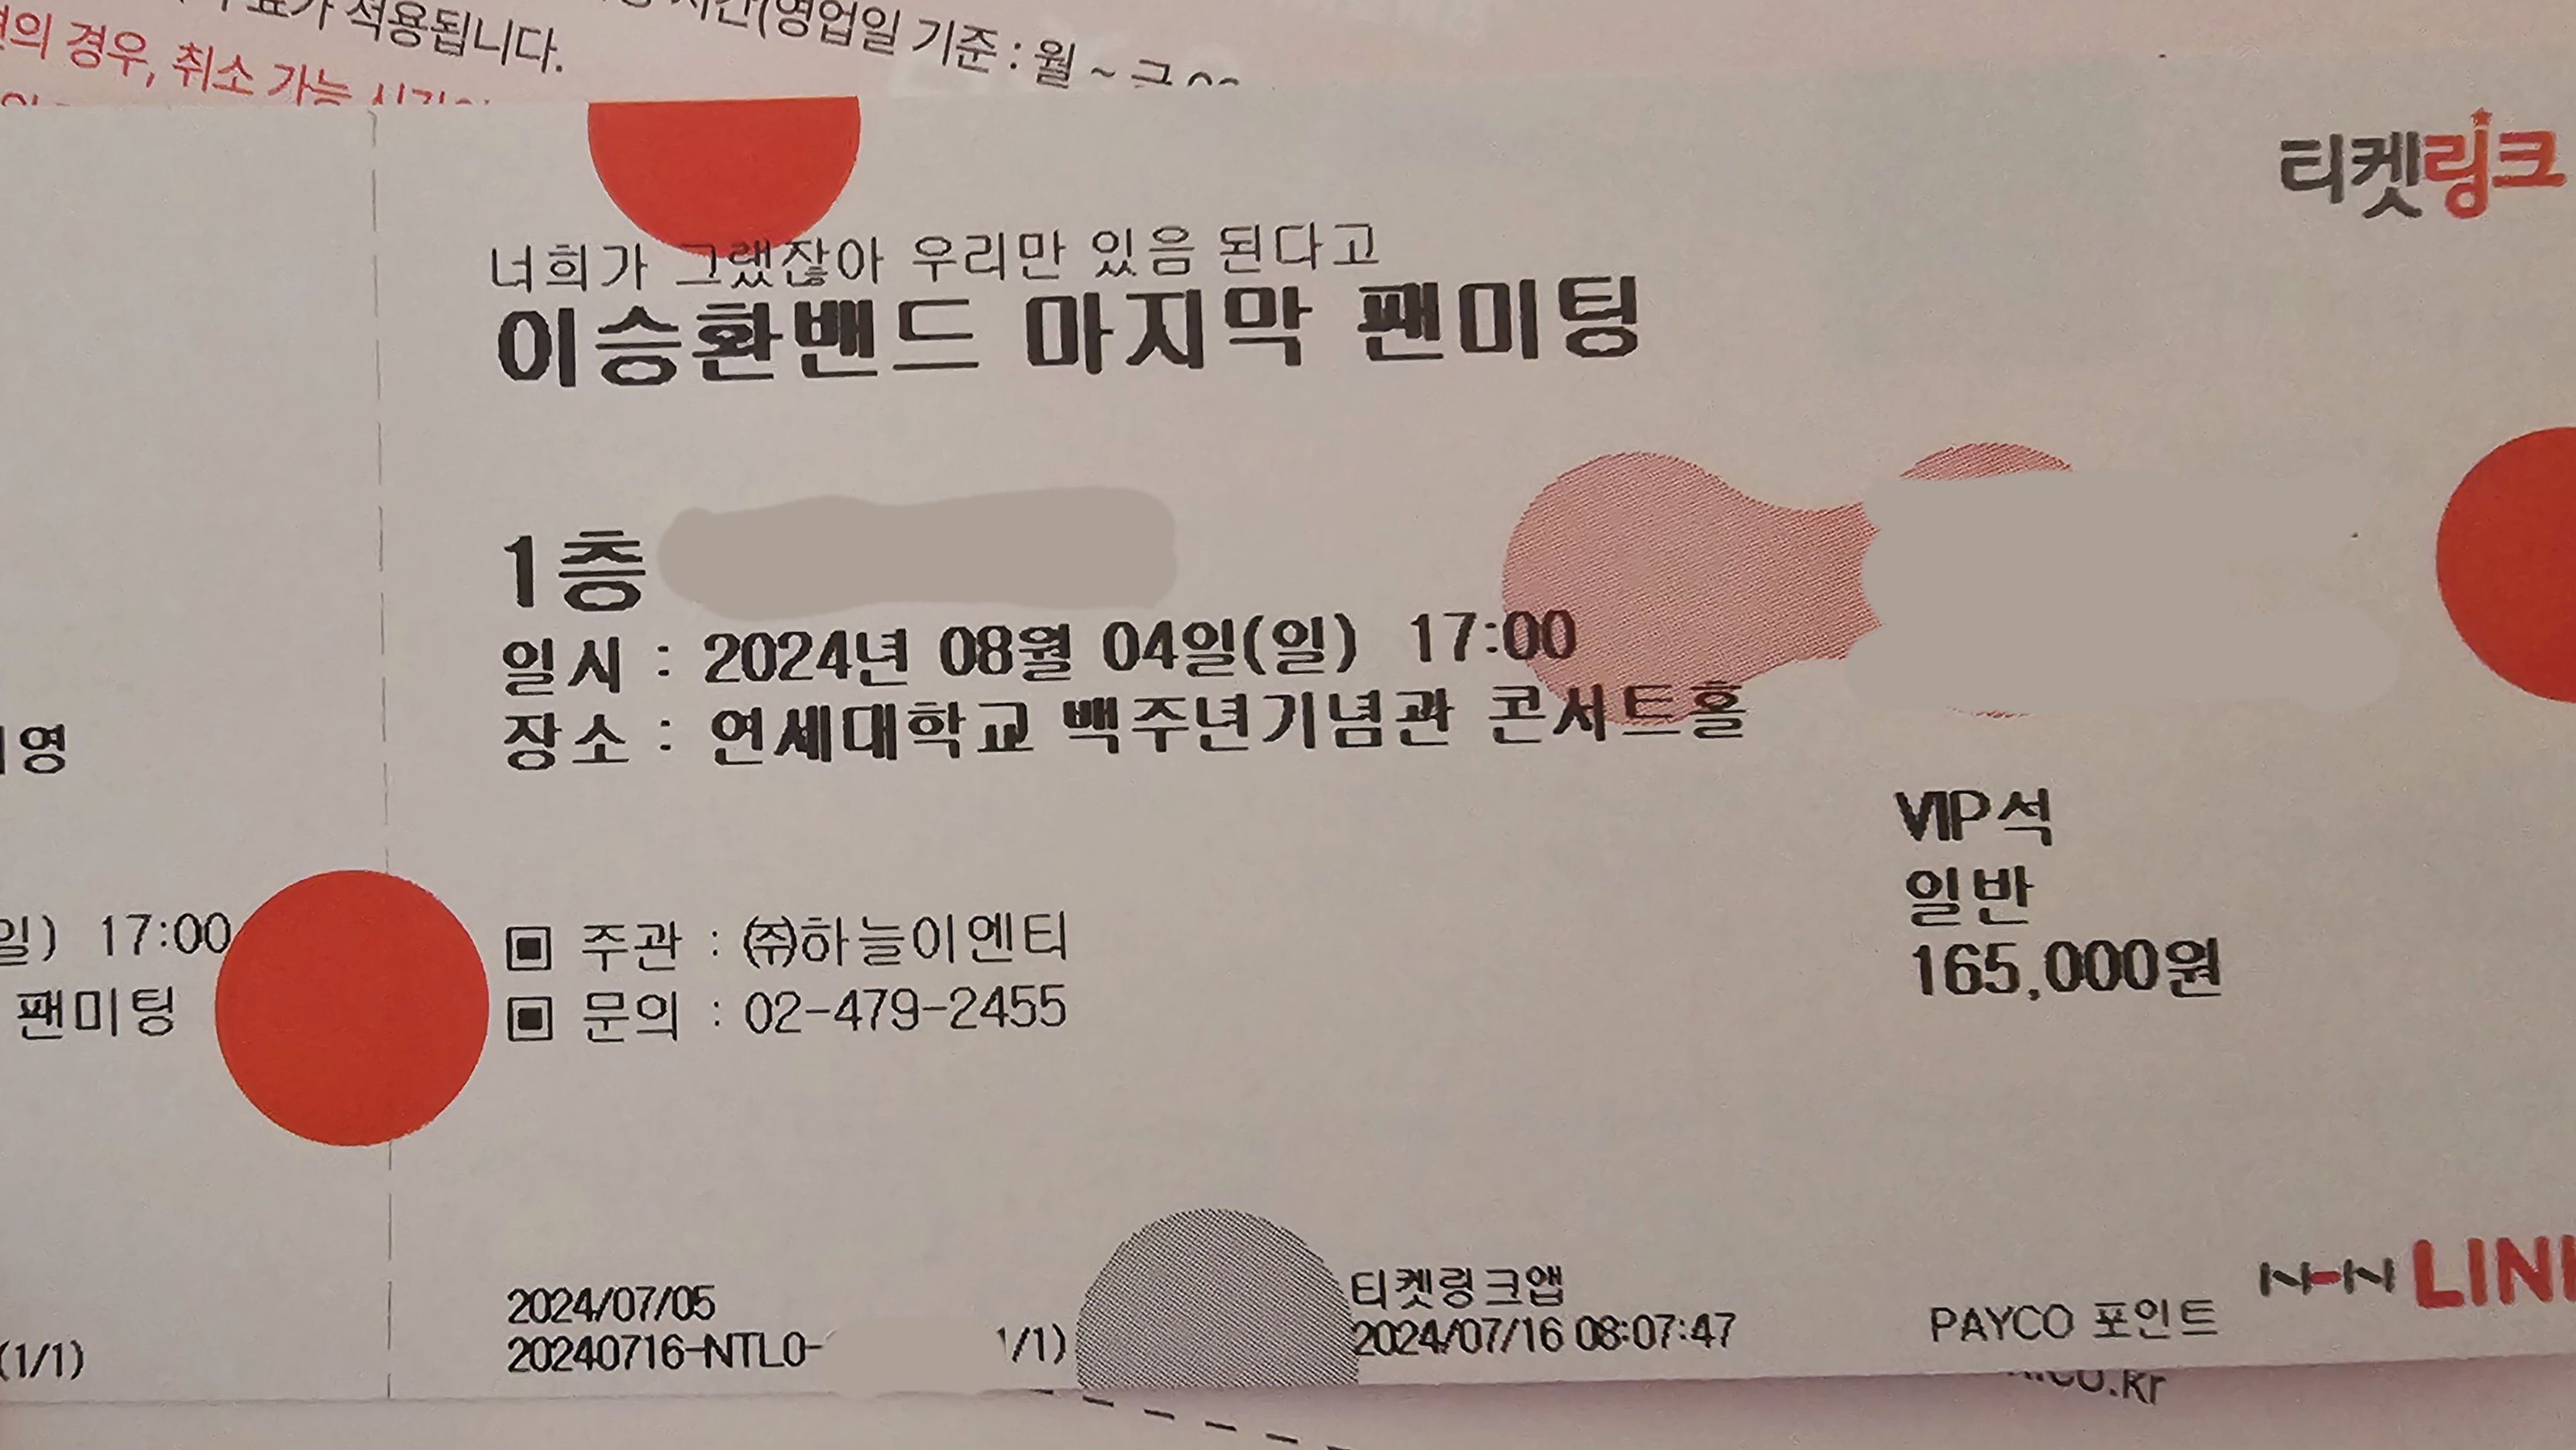 가 적용됩니다.
의 경우, 취소 가능
(영업일 기준 : 월 ~
티켓링크
너희가 그랬잖아 우리만 있음 된다고
이승환밴드 마지막 팬미팅
1층
일시 : 2024년 08월 04일(일) 17:00
장소 : 연세대학교 백주년기념관 콘서트홀
영
VIP석
일반
165,000원
일) 17:00
팬미팅
▣ 주관 : ㈜하늘이엔티
▣ 문의 : 02-479-2455
2024/07/05
20240716-NTL0-
/1)
티켓링크앱
2024/07/16 08:07:47
PAYCO 포인트
NHN LIN
(1/1)
.kr